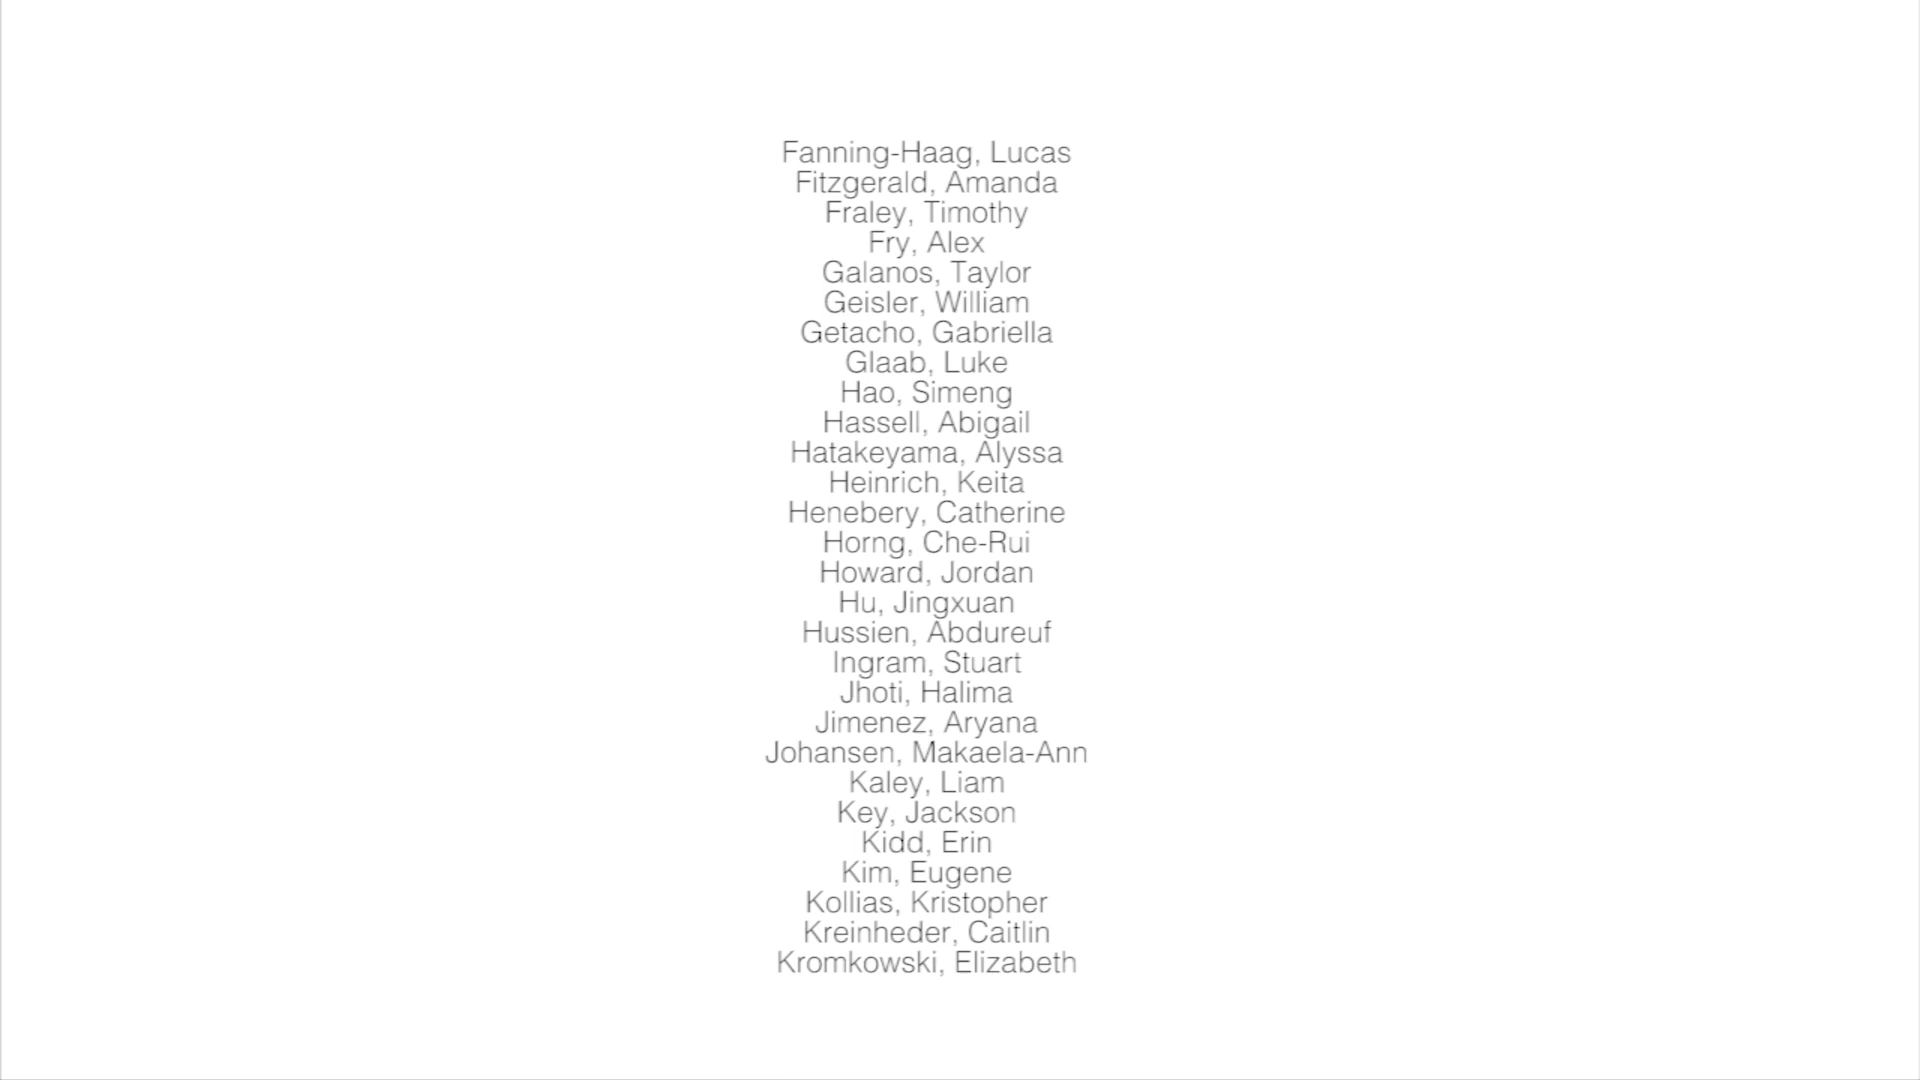 Fanning-Haag, Lucas
Fitzgerald, Amanda
Fraley, Timothy
Fry, Alex
Galanos, Taylor
Geisler, William
Getacho, Gabriella
Glaab, Luke
Hao, Simeng
Hassell, Abigail
Hatakeyama, Alyssa
Heinrich, Keita
Henebery, Catherine
Horng, Che-Rui
Howard, Jordan
Hu, Jingxuan
Hussien, Abdureuf
Ingram, Stuart
Jhoti, Halima
Jimenez, Aryana
Johansen, Makaela-Ann
Kaley, Liam
Key, Jackson
Kidd, Erin
Kim, Eugene
Kollias, Kristopher
Kreinheder, Caitlin
Kromkowski, Elizabeth